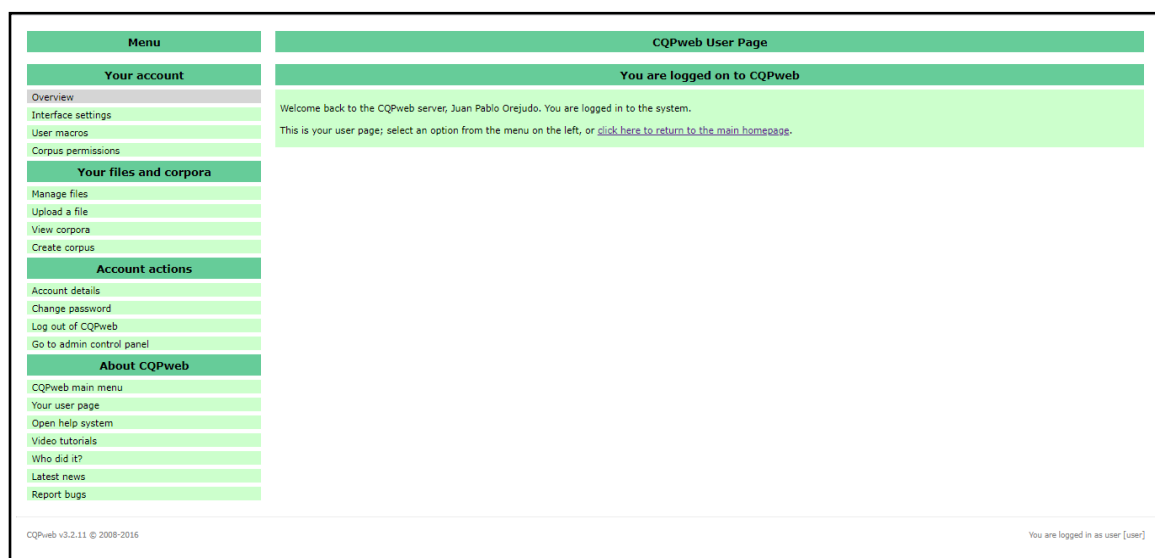 Menu
Your account
Overview
Interface settings
User macros
Corpus permissions
Your files and corpora
Manage files
Upload a file
View corpora
Create corpus
Account actions
Account details
Change password
Log out of CQPweb
Go to admin control panel
About CQPweb
CQPweb main menu
Your user page
Open help system
Video tutorials
Who did it?
Latest news
Report bugs
CQPweb User Page
You are logged on to CQPweb
Welcome back to the CQPweb server, Juan Pablo Orejudo. You are logged in to the system.
This is your user page; select an option from the menu on the left, or click here to return to the main homepage.
CQPweb v3.2.11 © 2008-2016
You are logged in as user [user]